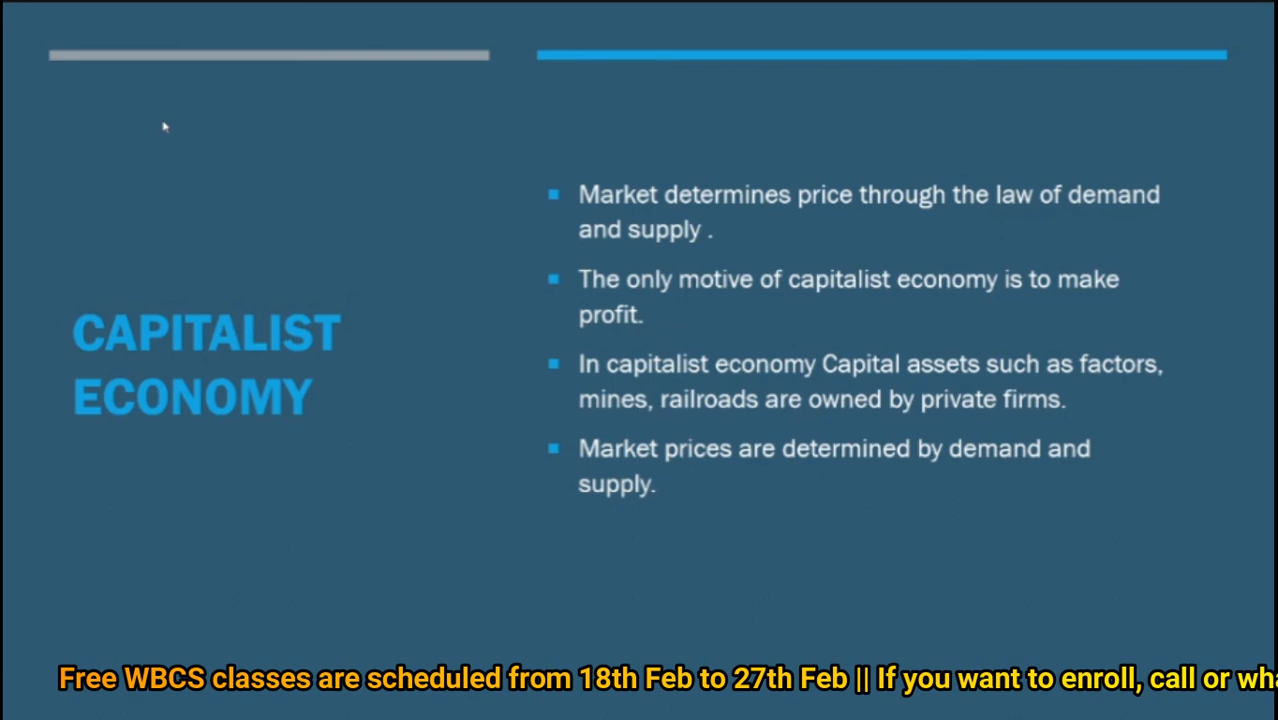 CAPITALIST
ECONOMY
Market determines price through the law of demand
and supply .
The only motive of capitalist economy is to make
profit.
In capitalist economy Capital assets such as factors,
mines, railroads are owned by private firms.
Market prices are determined by demand and
supply.
Free WBCS classes are scheduled from 18th Feb to 27th Feb || If you want to enroll, call or